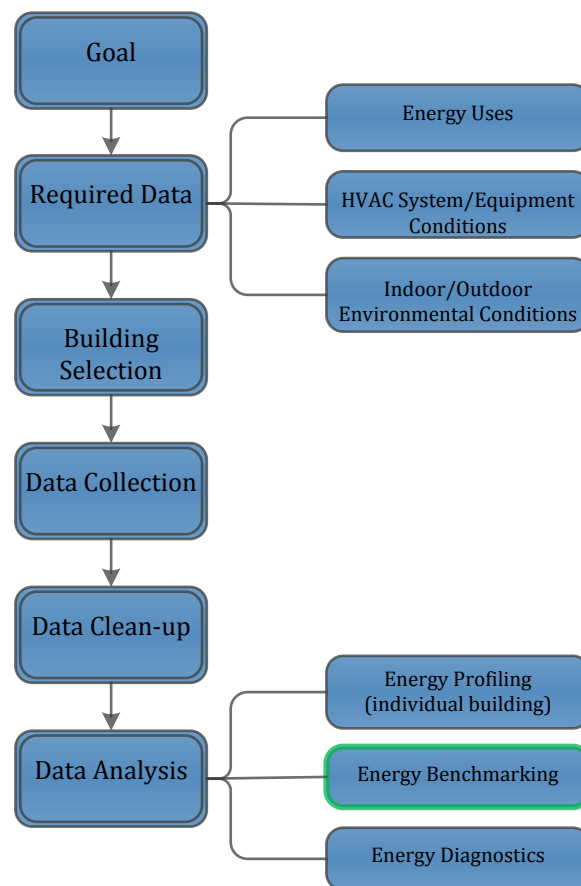 Goal
Required Data
Energy Uses
HVAC System/Equipment
Conditions
Indoor/Outdoor
Environmental Conditions
Building
Selection
Data Collection
Data Clean-up
Data Analysis
Energy Profiling
(individual building)
Energy Benchmarking
Energy Diagnostics